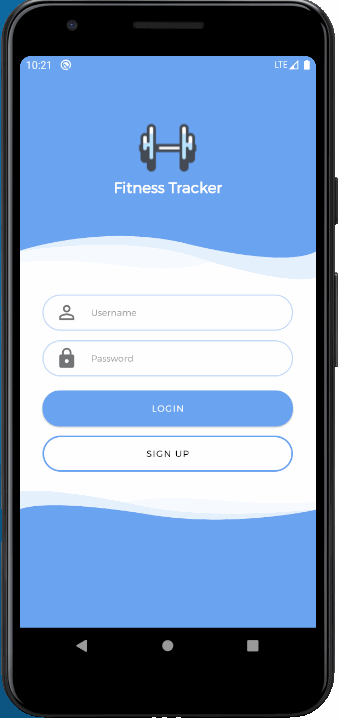 10:21 LTE
Fitness Tracker
Username
Password
LOGIN
SIGN UP